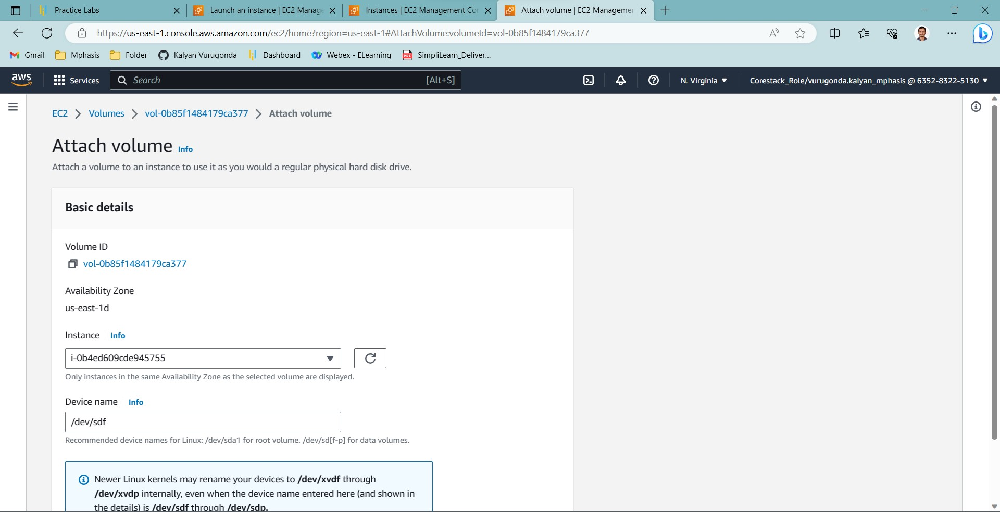 Practice Labs
Launch an instance | EC2 Manage
Instances | EC2 Management Co
Attach volume | EC2 Managemen
https://us-east-1.console.aws.amazon.com/ec2/home?region=us-east-1#AttachVolume:volumeId=vol-0b85f1484179ca377
Gmail
Mphasis
Folder
Kalyan Vurugonda
Dashboard
Webex - ELearning
PDF
SimpliLearn_Deliver...
aws
Services
Search
[Alt+S]
N. Virginia
Corestack_Role/vurugonda.kalyan_mphasis @ 6352-8322-5130
EC2 > Volumes > vol-0b85f1484179ca377 > Attach volume
Attach volume Info
Attach a volume to an instance to use it as you would a regular physical hard disk drive.
Basic details
Volume ID
vol-0b85f1484179ca377
Availability Zone
us-east-1d
Instance Info
i-0b4ed609cde945755
Only instances in the same Availability Zone as the selected volume are displayed.
Device name Info
/dev/sdf
Recommended device names for Linux: /dev/sda1 for root volume. /dev/sd[f-p] for data volumes.
Newer Linux kernels may rename your devices to /dev/xvdf through
/dev/xvdp internally, even when the device name entered here (and shown in
the details) is /dev/sdf through /dev/sdp.